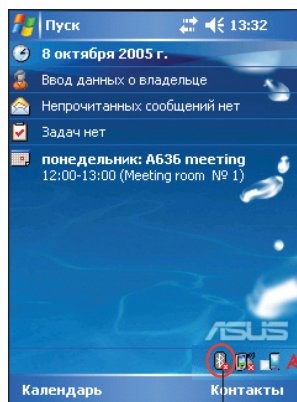 Пуск 13:32
8 октября 2005 г.
Ввод данных о владельце
Непрочитанных сообщений нет
Задач нет
понедельник: A636 meeting
12:00-13:00 (Meeting room № 1)
ASUS
A
Календарь Контакты